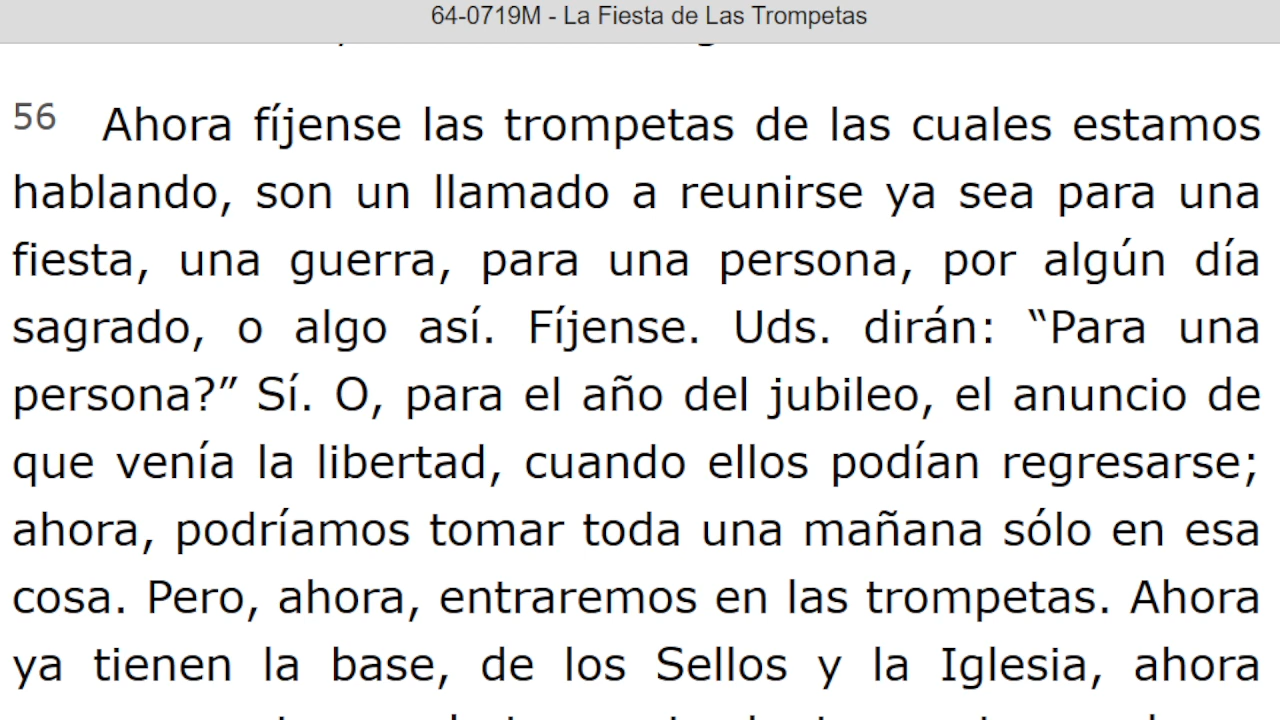 64-0719M - La Fiesta de Las Trompetas
56 Ahora fíjense las trompetas de las cuales estamos
hablando, son un llamado a reunirse ya sea para una
fiesta, una guerra, para una persona, por algún día
sagrado, o algo así. Fíjense. Uds. dirán: “Para una
persona?” Sí. O, para el año del jubileo, el anuncio de
que venía la libertad, cuando ellos podían regresarse;
ahora, podríamos tomar toda una mañana sólo en esa
cosa. Pero, ahora, entraremos en las trompetas. Ahora
ya tienen la base, de los Sellos y la Iglesia, ahora